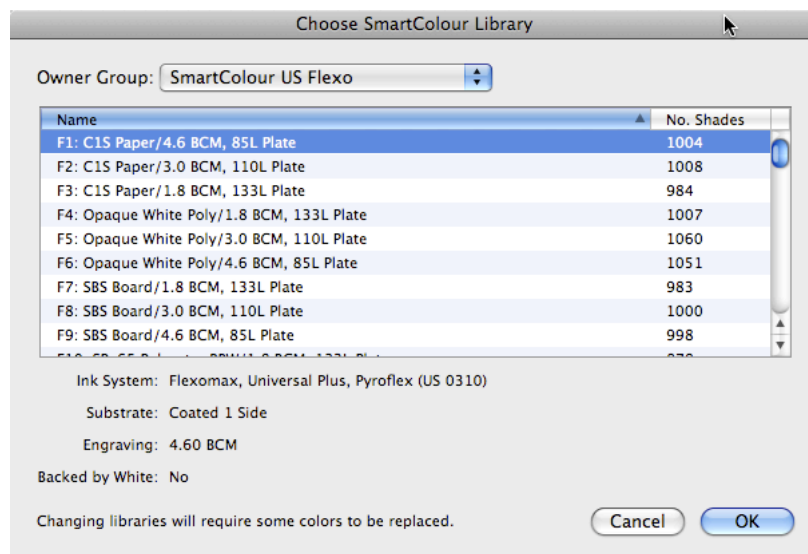 Choose SmartColour Library
Owner Group: SmartColour US Flexo
Name No. Shades
F1: C1S Paper/4.6 BCM, 85L Plate 1004
F2: C1S Paper/3.0 BCM, 110L Plate 1008
F3: C1S Paper/1.8 BCM, 133L Plate 984
F4: Opaque White Poly/1.8 BCM, 133L Plate 1007
F5: Opaque White Poly/3.0 BCM, 110L Plate 1060
F6: Opaque White Poly/4.6 BCM, 85L Plate 1051
F7: SBS Board/1.8 BCM, 133L Plate 983
F8: SBS Board/3.0 BCM, 110L Plate 1000
F9: SBS Board/4.6 BCM, 85L Plate 998
Ink System: Flexomax, Universal Plus, Pyroflex (US 0310)
Substrate: Coated 1 Side
Engraving: 4.60 BCM
Backed by White: No
Changing libraries will require some colors to be replaced. Cancel OK